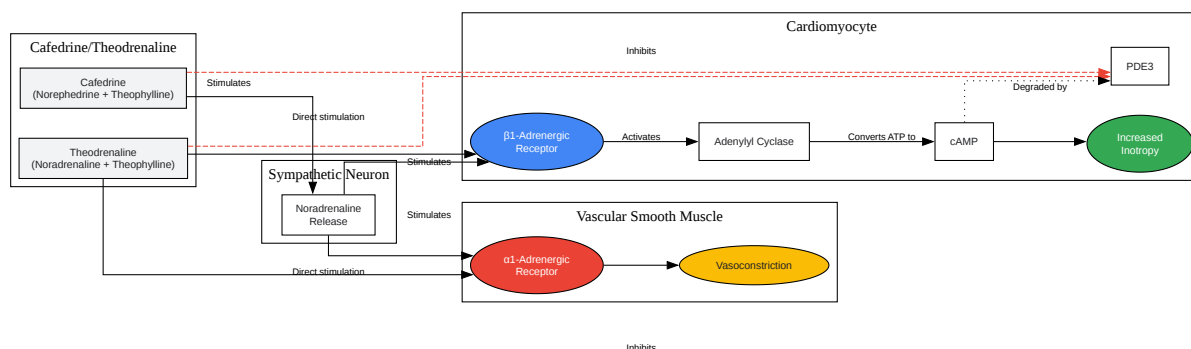 Cafedrine/Theodrenaline
Cafedrine
(Norephedrine + Theophylline)
Theodrenaline
(Noradrenaline + Theophylline)
Stimulates
Direct stimulation
Sympathetic Neuron
Noradrenaline
Release
Stimulates
Stimulates
Direct stimulation
Cardiomyocyte
Inhibits
PDE3
Degraded by
β1-Adrenergic
Receptor
Activates
Adenylyl Cyclase
Converts ATP to
cAMP
Increased
Inotropy
Vascular Smooth Muscle
α1-Adrenergic
Receptor
Vasoconstriction
Inhibits